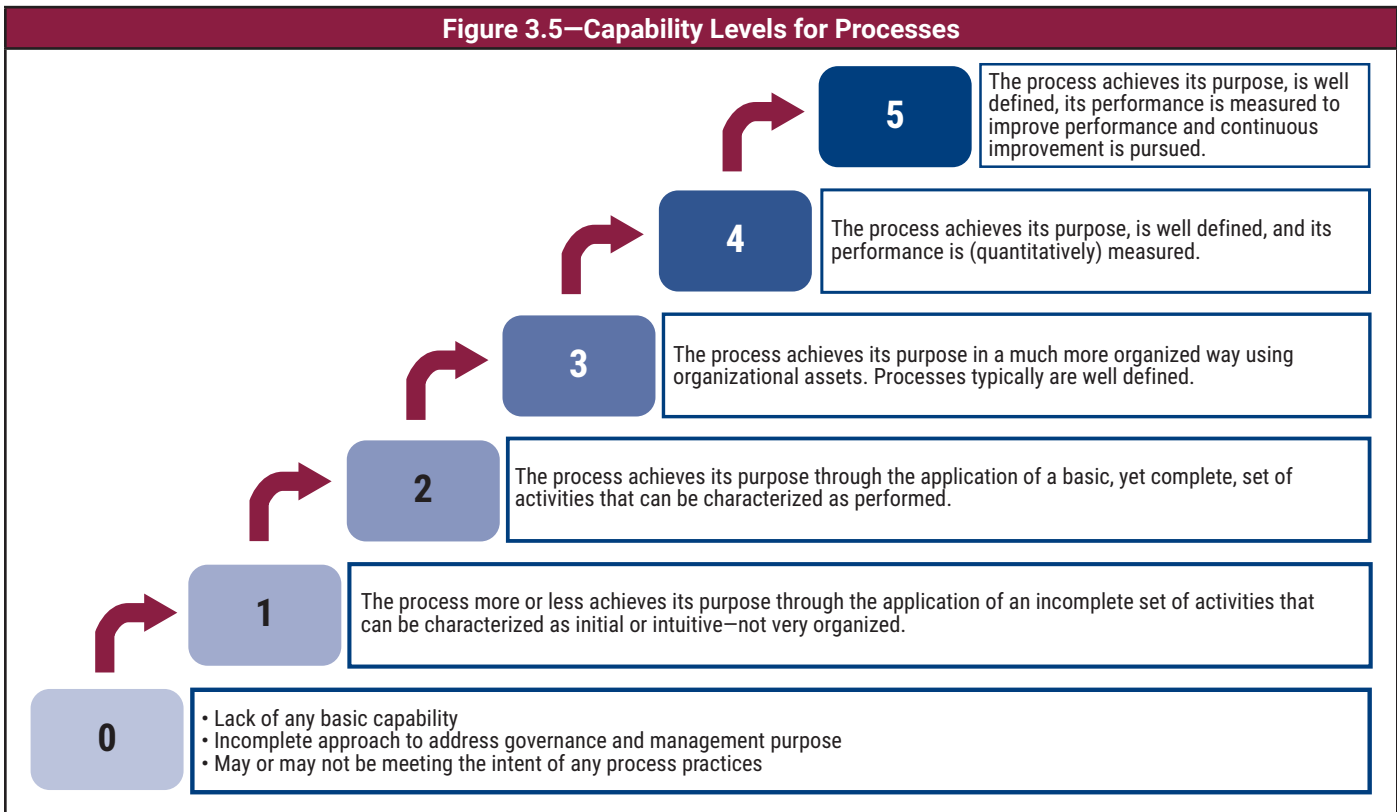 Figure 3.5—Capability Levels for Processes
5
The process achieves its purpose, is well
defined, its performance is measured to
improve performance and continuous
improvement is pursued.
4
The process achieves its purpose, is well defined, and its
performance is (quantitatively) measured.
3
The process achieves its purpose in a much more organized way using
organizational assets. Processes typically are well defined.
2
The process achieves its purpose through the application of a basic, yet complete, set of
activities that can be characterized as performed.
1
The process more or less achieves its purpose through the application of an incomplete set of activities that
can be characterized as initial or intuitive—not very organized.
0
• Lack of any basic capability
• Incomplete approach to address governance and management purpose
• May or may not be meeting the intent of any process practices